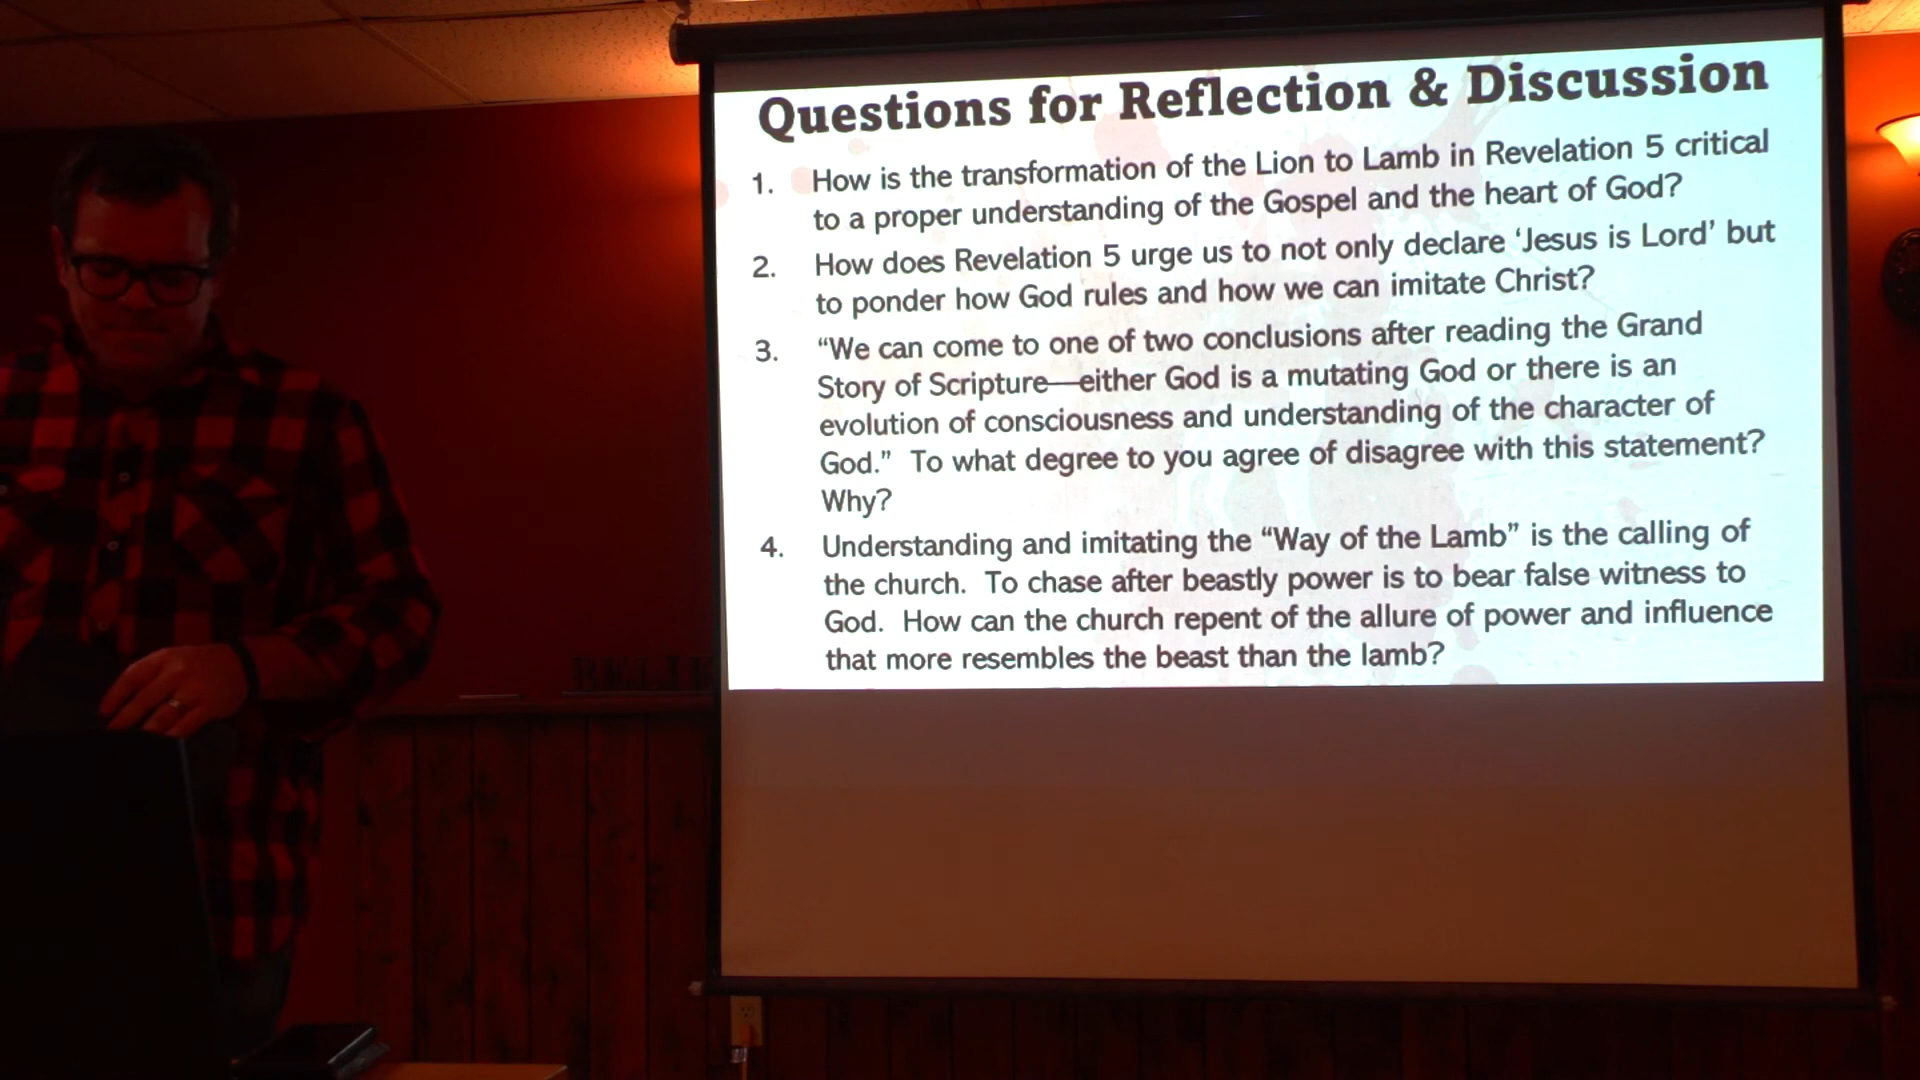 Questions for Reflection & Discussion
1. How is the transformation of the Lion to Lamb in Revelation 5 critical
to a proper understanding of the Gospel and the heart of God?
2. How does Revelation 5 urge us to not only declare ‘Jesus is Lord’ but
to ponder how God rules and how we can imitate Christ?
3. “We can come to one of two conclusions after reading the Grand
Story of Scripture—either God is a mutating God or there is an
evolution of consciousness and understanding of the character of
God.” To what degree to you agree of disagree with this statement?
Why?
4. Understanding and imitating the “Way of the Lamb” is the calling of
the church. To chase after beastly power is to bear false witness to
God. How can the church repent of the allure of power and influence
that more resembles the beast than the lamb?